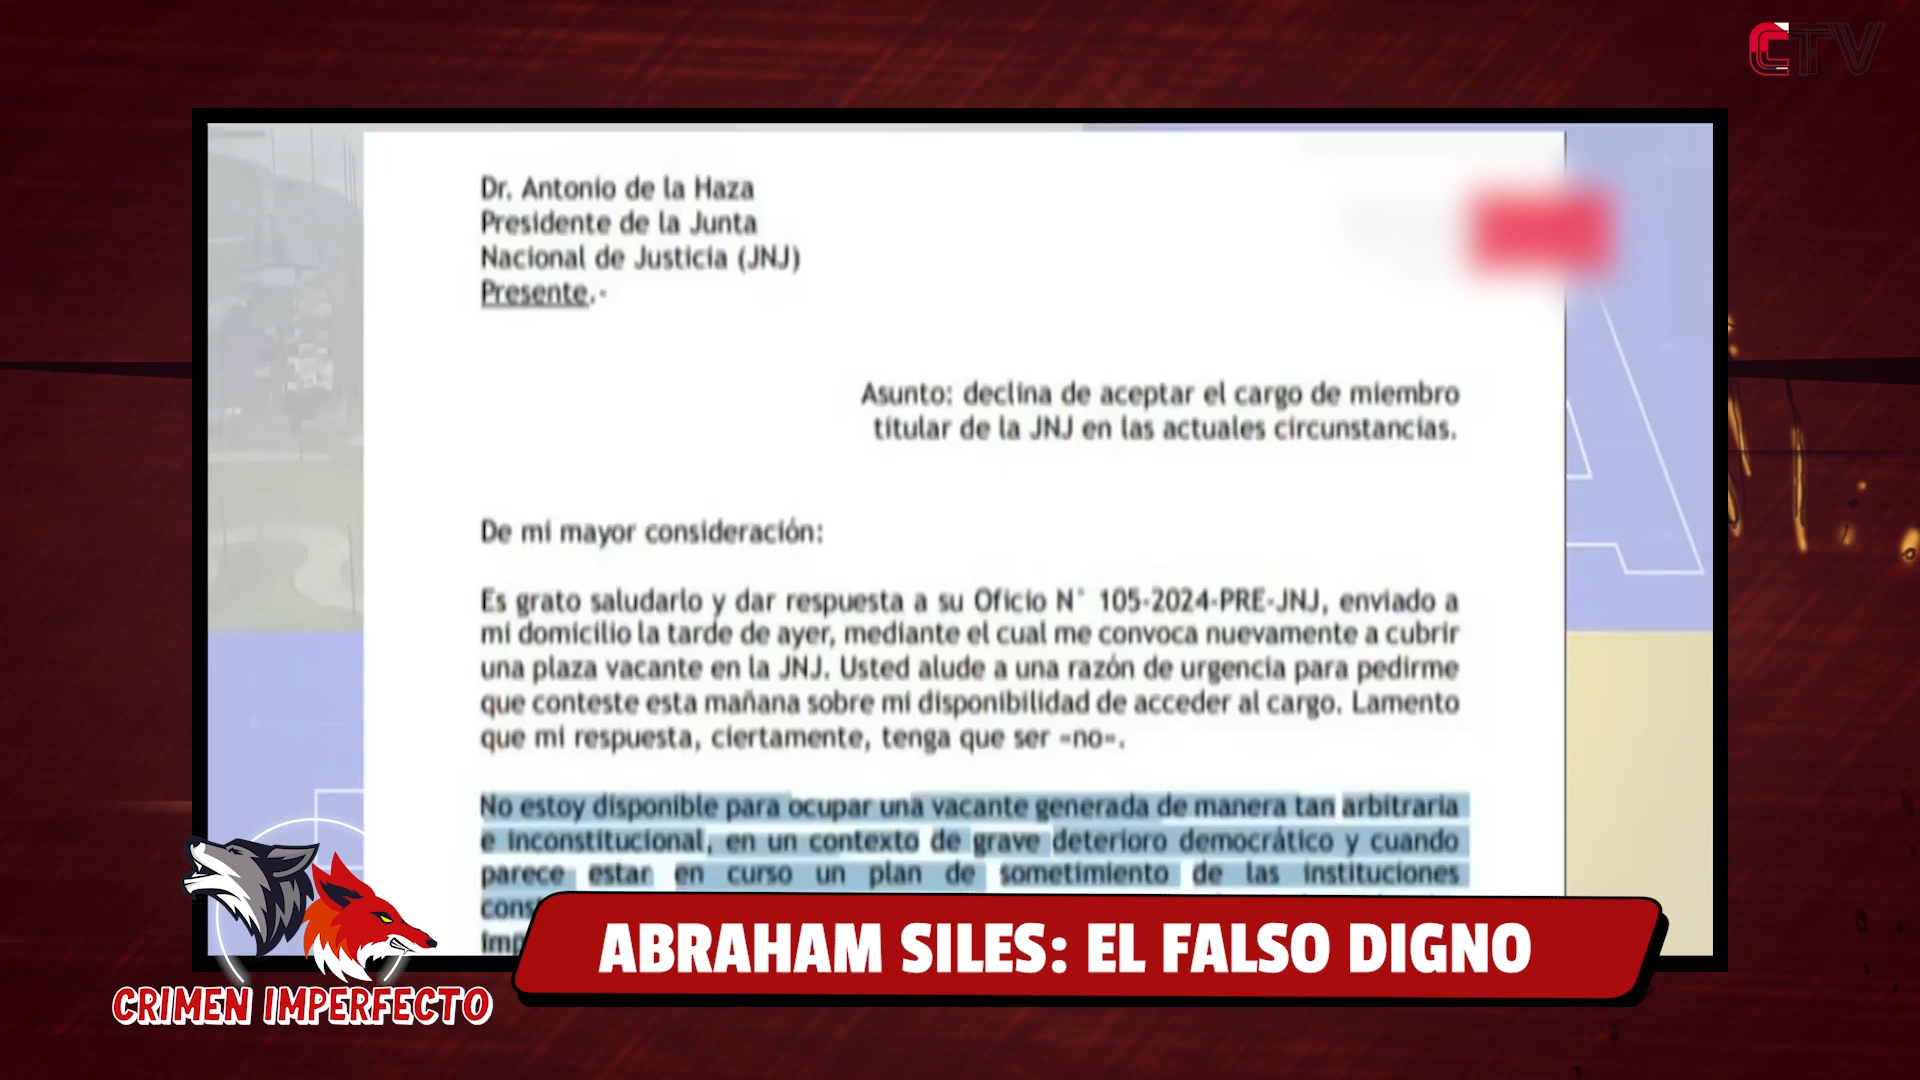 CTV
Dr. Antonio de la Haza
Presidente de la Junta
Nacional de Justicia (JNJ)
Presente.-
Asunto: declina de aceptar el cargo de miembro
titular de la JNJ en las actuales circunstancias.
De mi mayor consideración:
Es grato saludarlo y dar respuesta a su Oficio N° 105-2024-PRE-JNJ, enviado a
mi domicilio la tarde de ayer, mediante el cual me convoca nuevamente a cubrir
una plaza vacante en la JNJ. Usted alude a una razón de urgencia para pedirme
que conteste esta mañana sobre mi disponibilidad de acceder al cargo. Lamento
que mi respuesta, ciertamente, tenga que ser «no».
No estoy disponible para ocupar una vacante generada de manera tan arbitraria
e inconstitucional, en un contexto de grave deterioro democrático y cuando
parece estar en curso un plan de sometimiento de las instituciones
ABRAHAM SILES: EL FALSO DIGNO
CRIMEN IMPERFECTO